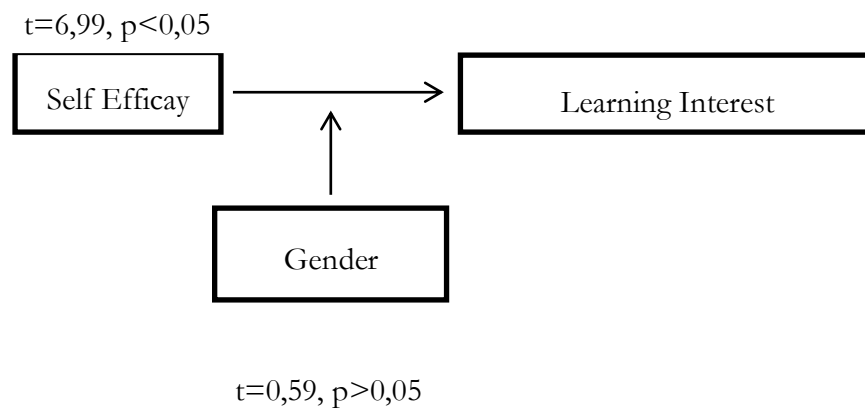 t=6,99, p<0,05
Self Efficay
Learning Interest
Gender
t=0,59, p>0,05